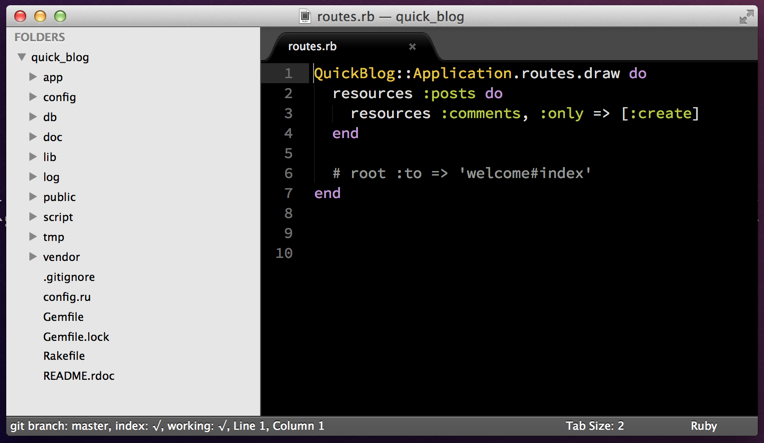 routes.rb — quick_blog
FOLDERS
quick_blog
app
config
db
doc
lib
log
public
script
tmp
vendor
.gitignore
config.ru
Gemfile
Gemfile.lock
Rakefile
README.rdoc
routes.rb ×
1 QuickBlog::Application.routes.draw do
2   resources :posts do
3     resources :comments, :only => [:create]
4   end
5
6   # root :to => 'welcome#index'
7 end
8
9
10
git branch: master, index: √, working: √, Line 1, Column 1 Tab Size: 2 Ruby